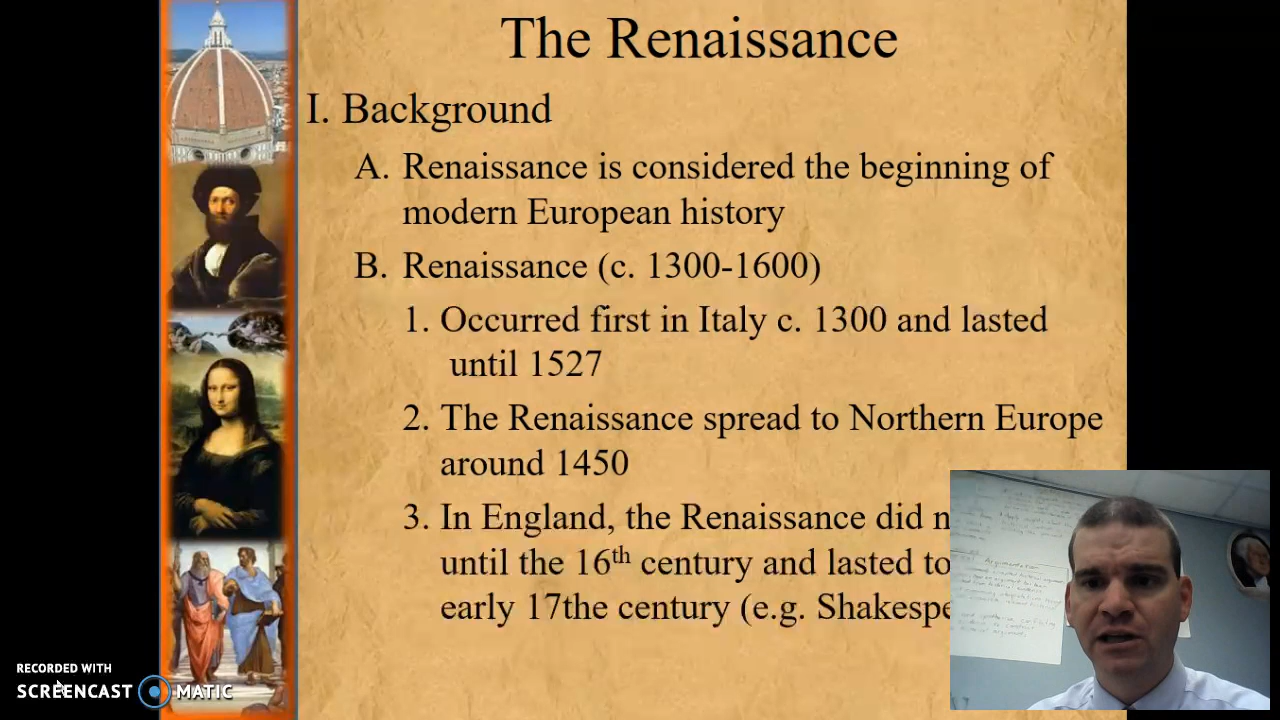 The Renaissance
I. Background
A. Renaissance is considered the beginning of
modern European history
B. Renaissance (c. 1300-1600)
1. Occurred first in Italy c. 1300 and lasted
until 1527
2. The Renaissance spread to Northern Europe
around 1450
3. In England, the Renaissance did n
until the 16th century and lasted to
early 17the century (e.g. Shakespe
RECORDED WITH
SCREENCAST MATIC